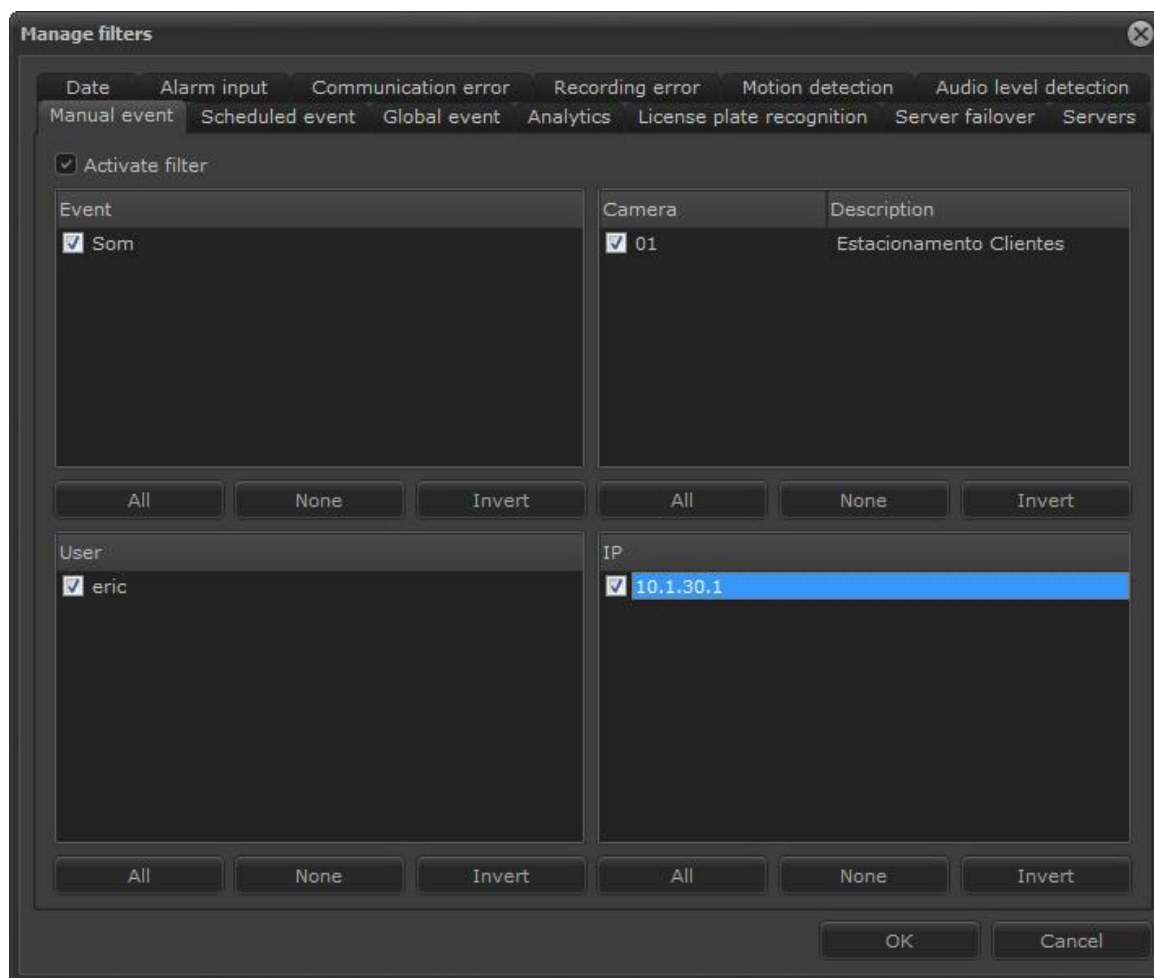 Manage filters
Date Alarm input Communication error Recording error Motion detection Audio level detection
Manual event Scheduled event Global event Analytics License plate recognition Server failover Servers
Activate filter
Event Camera Description
Som 01 Estacionamento Clientes
All None Invert All None Invert
User IP
eric 10.1.30.1
All None Invert All None Invert
OK Cancel